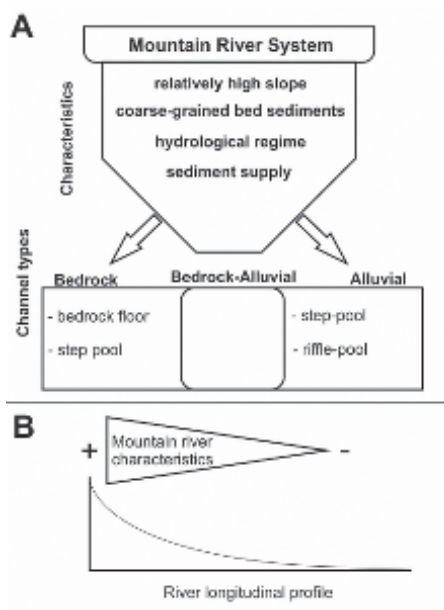 A
Mountain River System
Characteristics
relatively high slope
coarse-grained bed sediments
hydrological regime
sediment supply
Channel types
Bedrock
Bedrock-Alluvial
Alluvial
- bedrock floor
- step pool
- step-pool
- riffle-pool
B
+
Mountain river
characteristics
-
River longitudinal profile